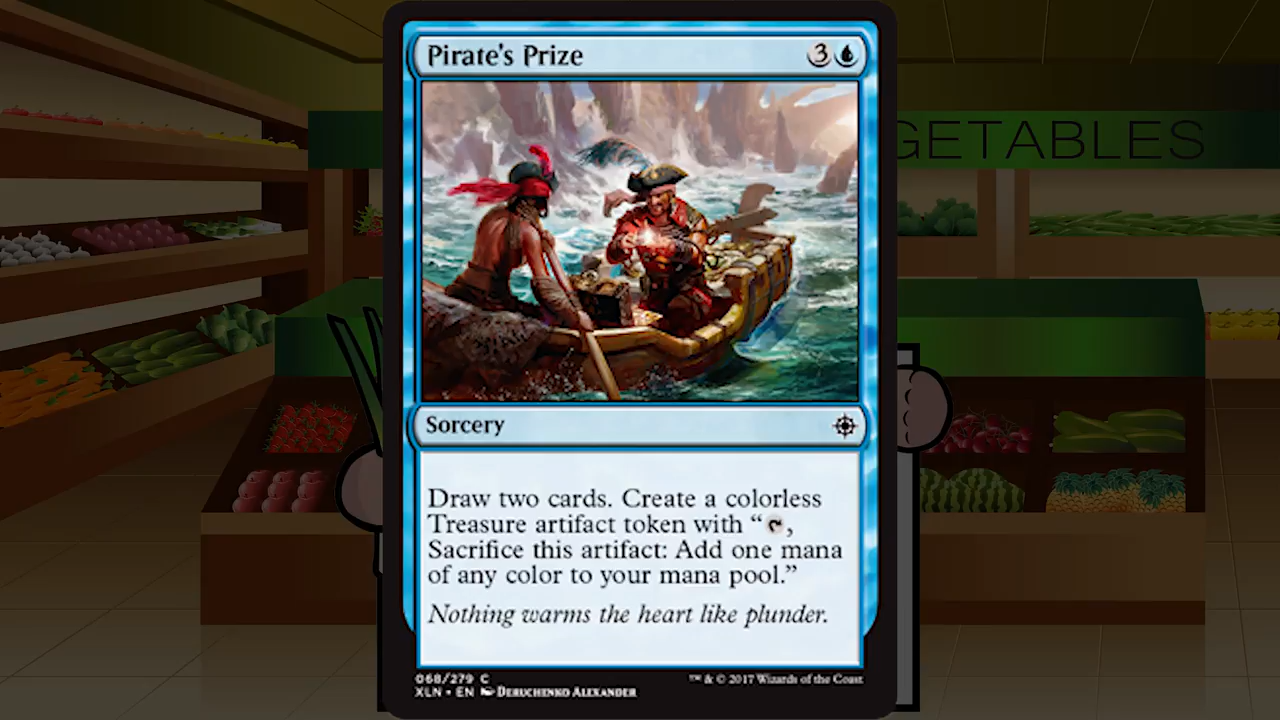 Pirate's Prize 3
GETABLES
Sorcery
Draw two cards. Create a colorless
Treasure artifact token with “ ,
Sacrifice this artifact: Add one mana
of any color to your mana pool.”
Nothing warms the heart like plunder.
068/279 C
XLN • EN DERUCHENKO ALEXANDER
™ & © 2017 Wizards of the Coast